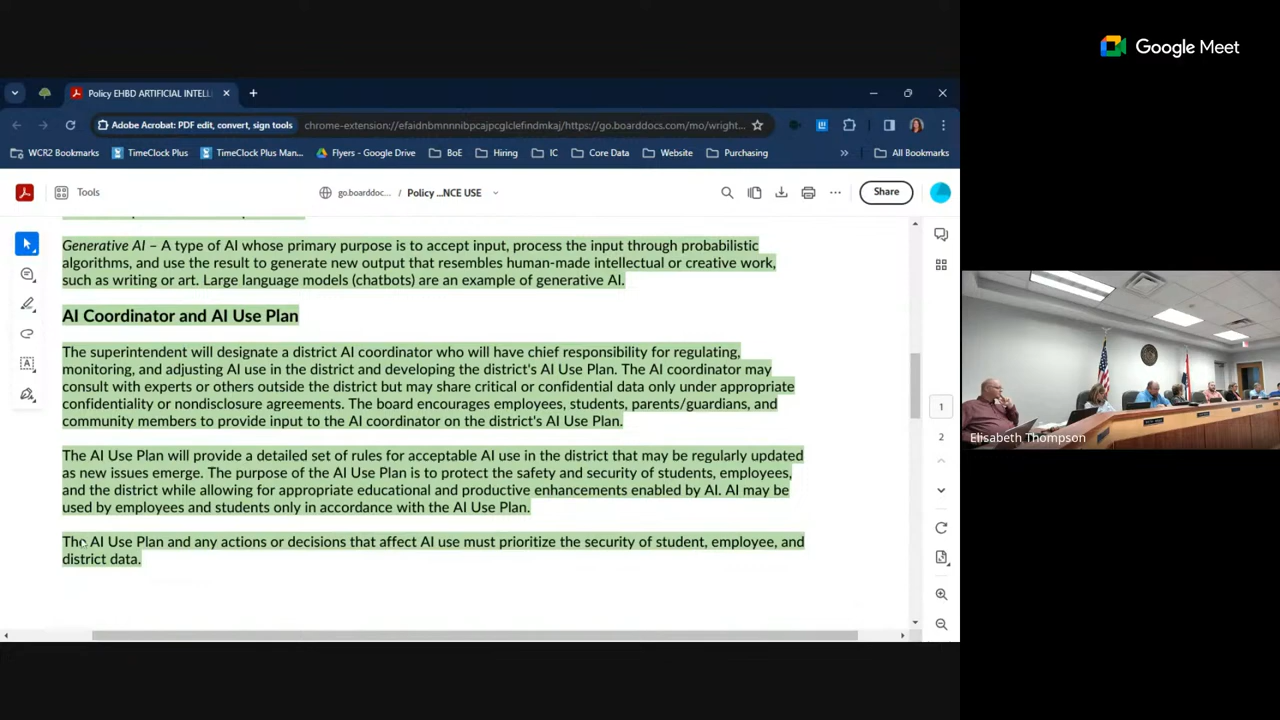 Google Meet
Policy EHBD ARTIFICIAL INTELL
Adobe Acrobat: PDF edit, convert, sign tools
chrome-extension://efaidnbmnnnibpcajpcglclefindmkaj/https://go.boarddocs.com/mo/wright...
WCR2 Bookmarks
TimeClock Plus
TimeClock Plus Man...
Flyers - Google Drive
BoE
Hiring
IC
Core Data
Website
Purchasing
All Bookmarks
Tools
go.boarddoc...
/
Policy ...NCE USE
Share
Generative AI – A type of AI whose primary purpose is to accept input, process the input through probabilistic
algorithms, and use the result to generate new output that resembles human-made intellectual or creative work,
such as writing or art. Large language models (chatbots) are an example of generative AI.
AI Coordinator and AI Use Plan
The superintendent will designate a district AI coordinator who will have chief responsibility for regulating,
monitoring, and adjusting AI use in the district and developing the district's AI Use Plan. The AI coordinator may
consult with experts or others outside the district but may share critical or confidential data only under appropriate
confidentiality or nondisclosure agreements. The board encourages employees, students, parents/guardians, and
community members to provide input to the AI coordinator on the district's AI Use Plan.
The AI Use Plan will provide a detailed set of rules for acceptable AI use in the district that may be regularly updated
as new issues emerge. The purpose of the AI Use Plan is to protect the safety and security of students, employees,
and the district while allowing for appropriate educational and productive enhancements enabled by AI. AI may be
used by employees and students only in accordance with the AI Use Plan.
The AI Use Plan and any actions or decisions that affect AI use must prioritize the security of student, employee, and
district data.
1
2
Elisabeth Thompson